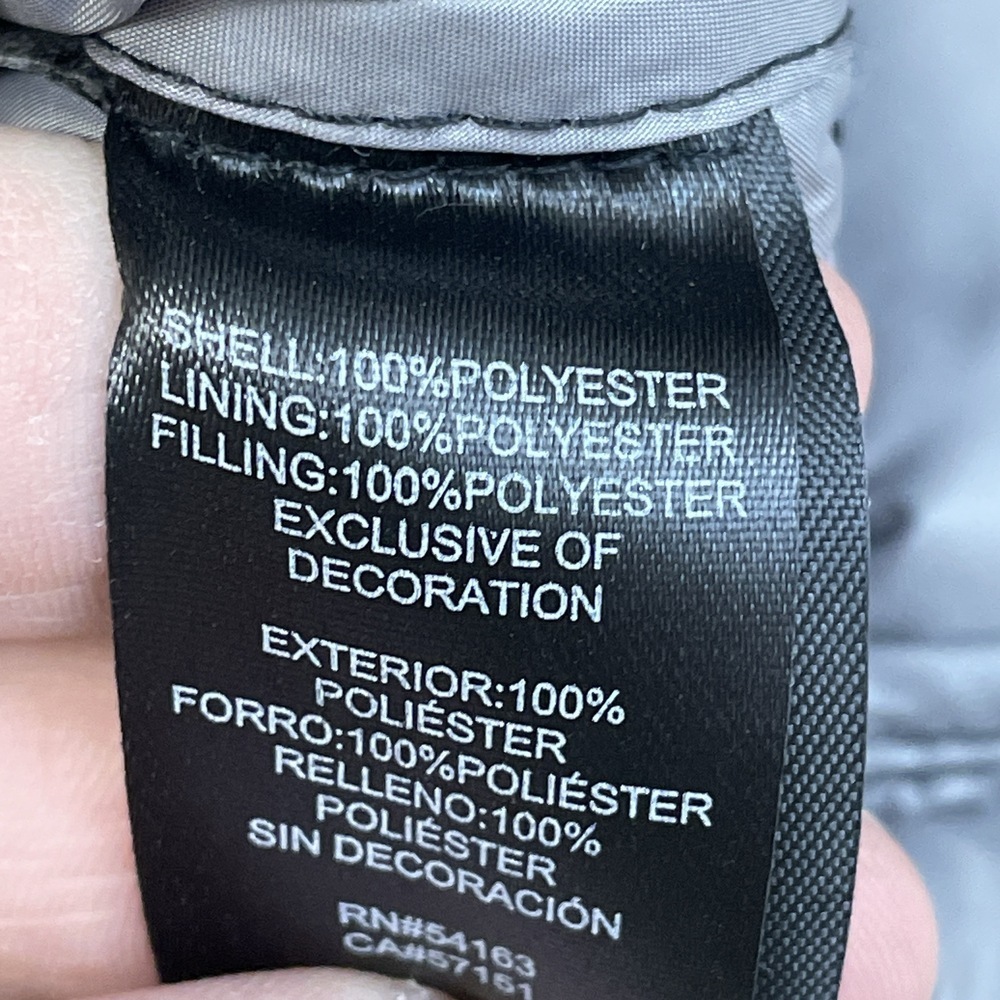 SHELL:100%POLYESTER
LINING:100%POLYESTER
FILLING:100%POLYESTER
EXCLUSIVE OF
DECORATION
EXTERIOR:100%
POLIÉSTER
FORRO:100%POLIÉSTER
RELLENO:100%
POLIÉSTER
SIN DECORACIÓN
RN#54163
CA#57151